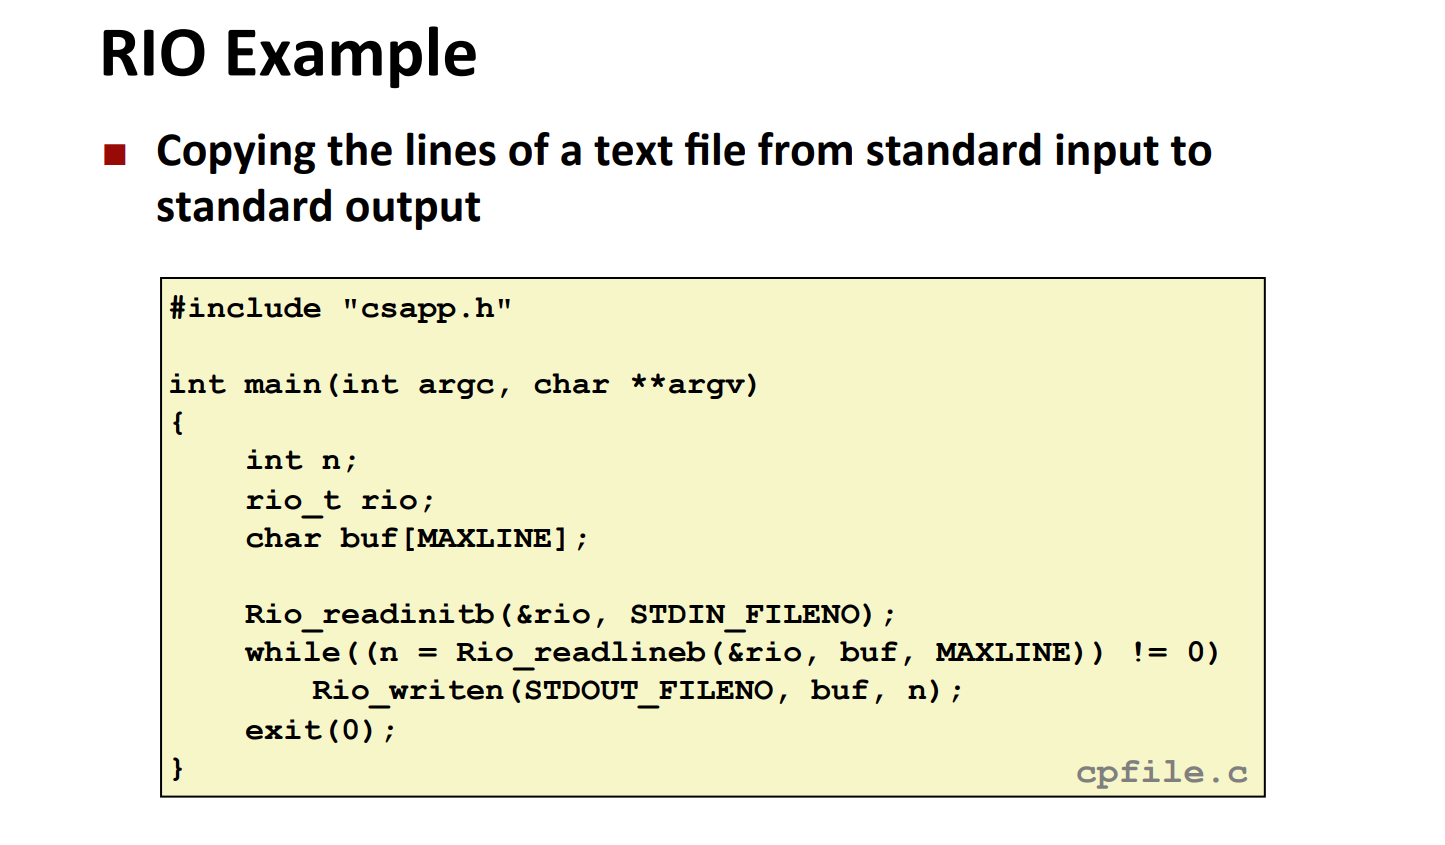 RIO Example
■ Copying the lines of a text file from standard input to
standard output
#include "csapp.h"
int main(int argc, char **argv)
{
    int n;
    rio_t rio;
    char buf[MAXLINE];
    Rio_readinitb(&rio, STDIN_FILENO);
    while((n = Rio_readlineb(&rio, buf, MAXLINE)) != 0)
        Rio_writen(STDOUT_FILENO, buf, n);
    exit(0);
}
cpfile.c